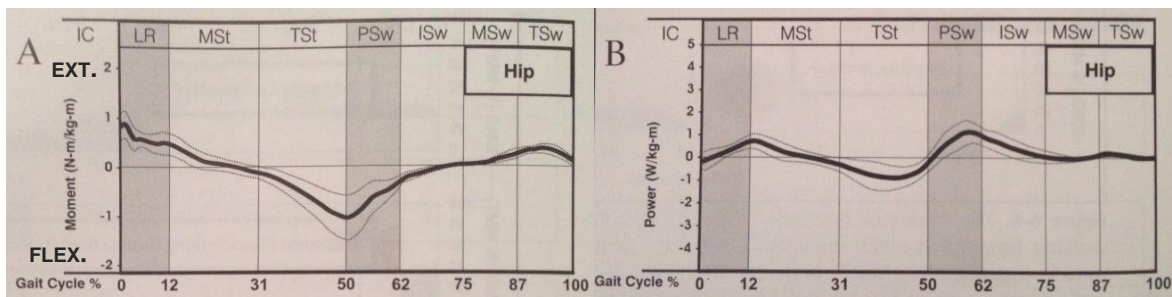 A
IC LR MSt TSt PSw ISw MSw TSw
EXT.
Hip
2
1
0
-1
-2
Moment (N-m/kg-m)
FLEX.
Gait Cycle % 0 12 31 50 62 75 87 100
B
IC LR MSt TSt PSw ISw MSw TSw
Hip
5
4
3
2
1
0
-1
-2
-3
-4
Power (W/kg-m)
Gait Cycle % 0 12 31 50 62 75 87 100